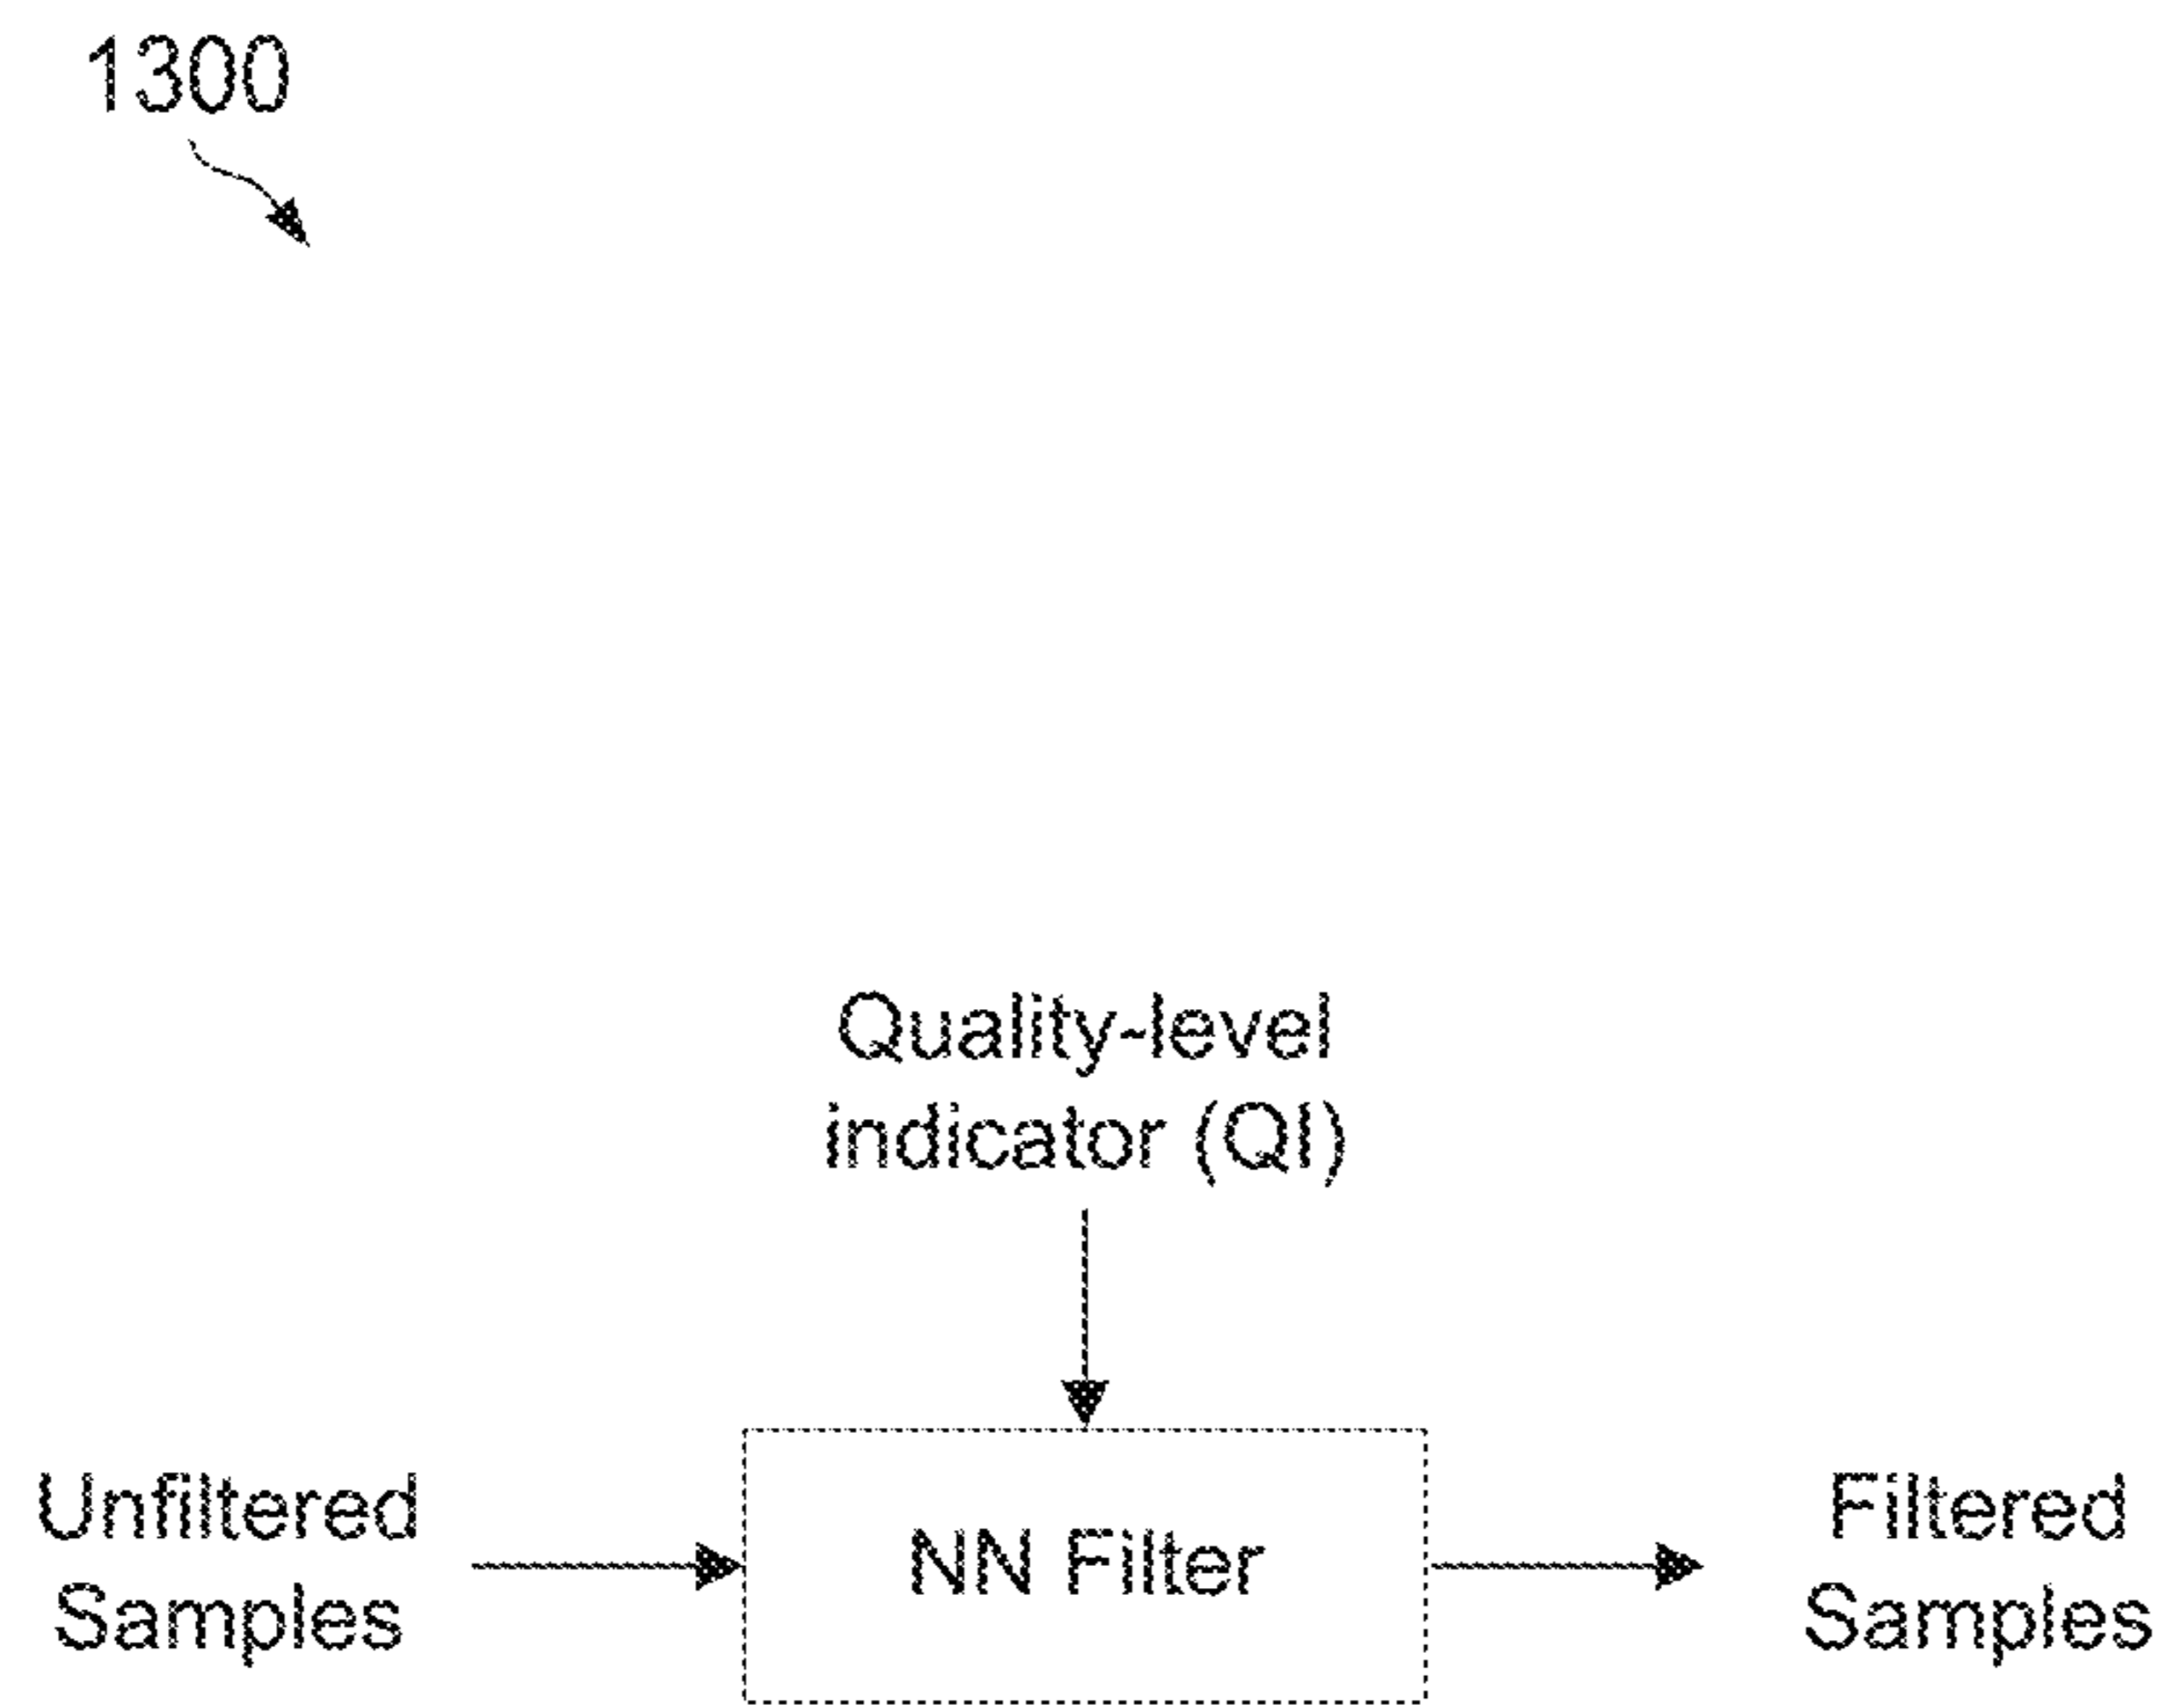 1300
Quality-level
indicator (QI)
Unfiltered
Samples
NN Filter
Filtered
Samples